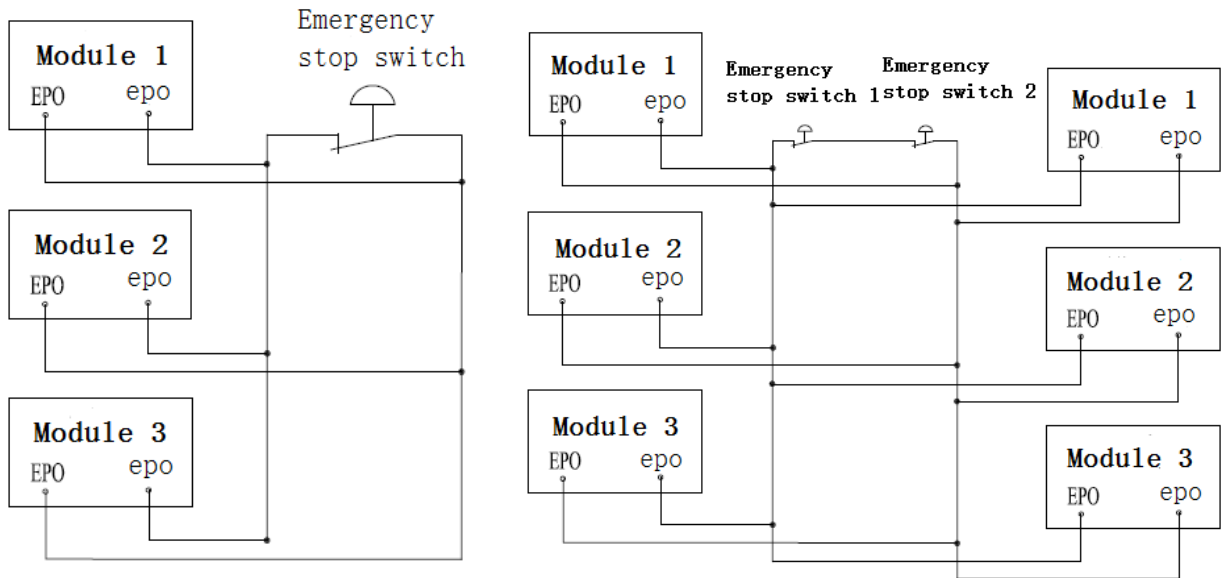 Emergency
stop switch
Module 1
EPO epo
Module 2
EPO epo
Module 3
EPO epo
Module 1
EPO epo
Emergency
stop switch 1
Emergency
stop switch 2
Module 1
EPO epo
Module 2
EPO epo
Module 2
EPO epo
Module 3
EPO epo
Module 3
EPO epo